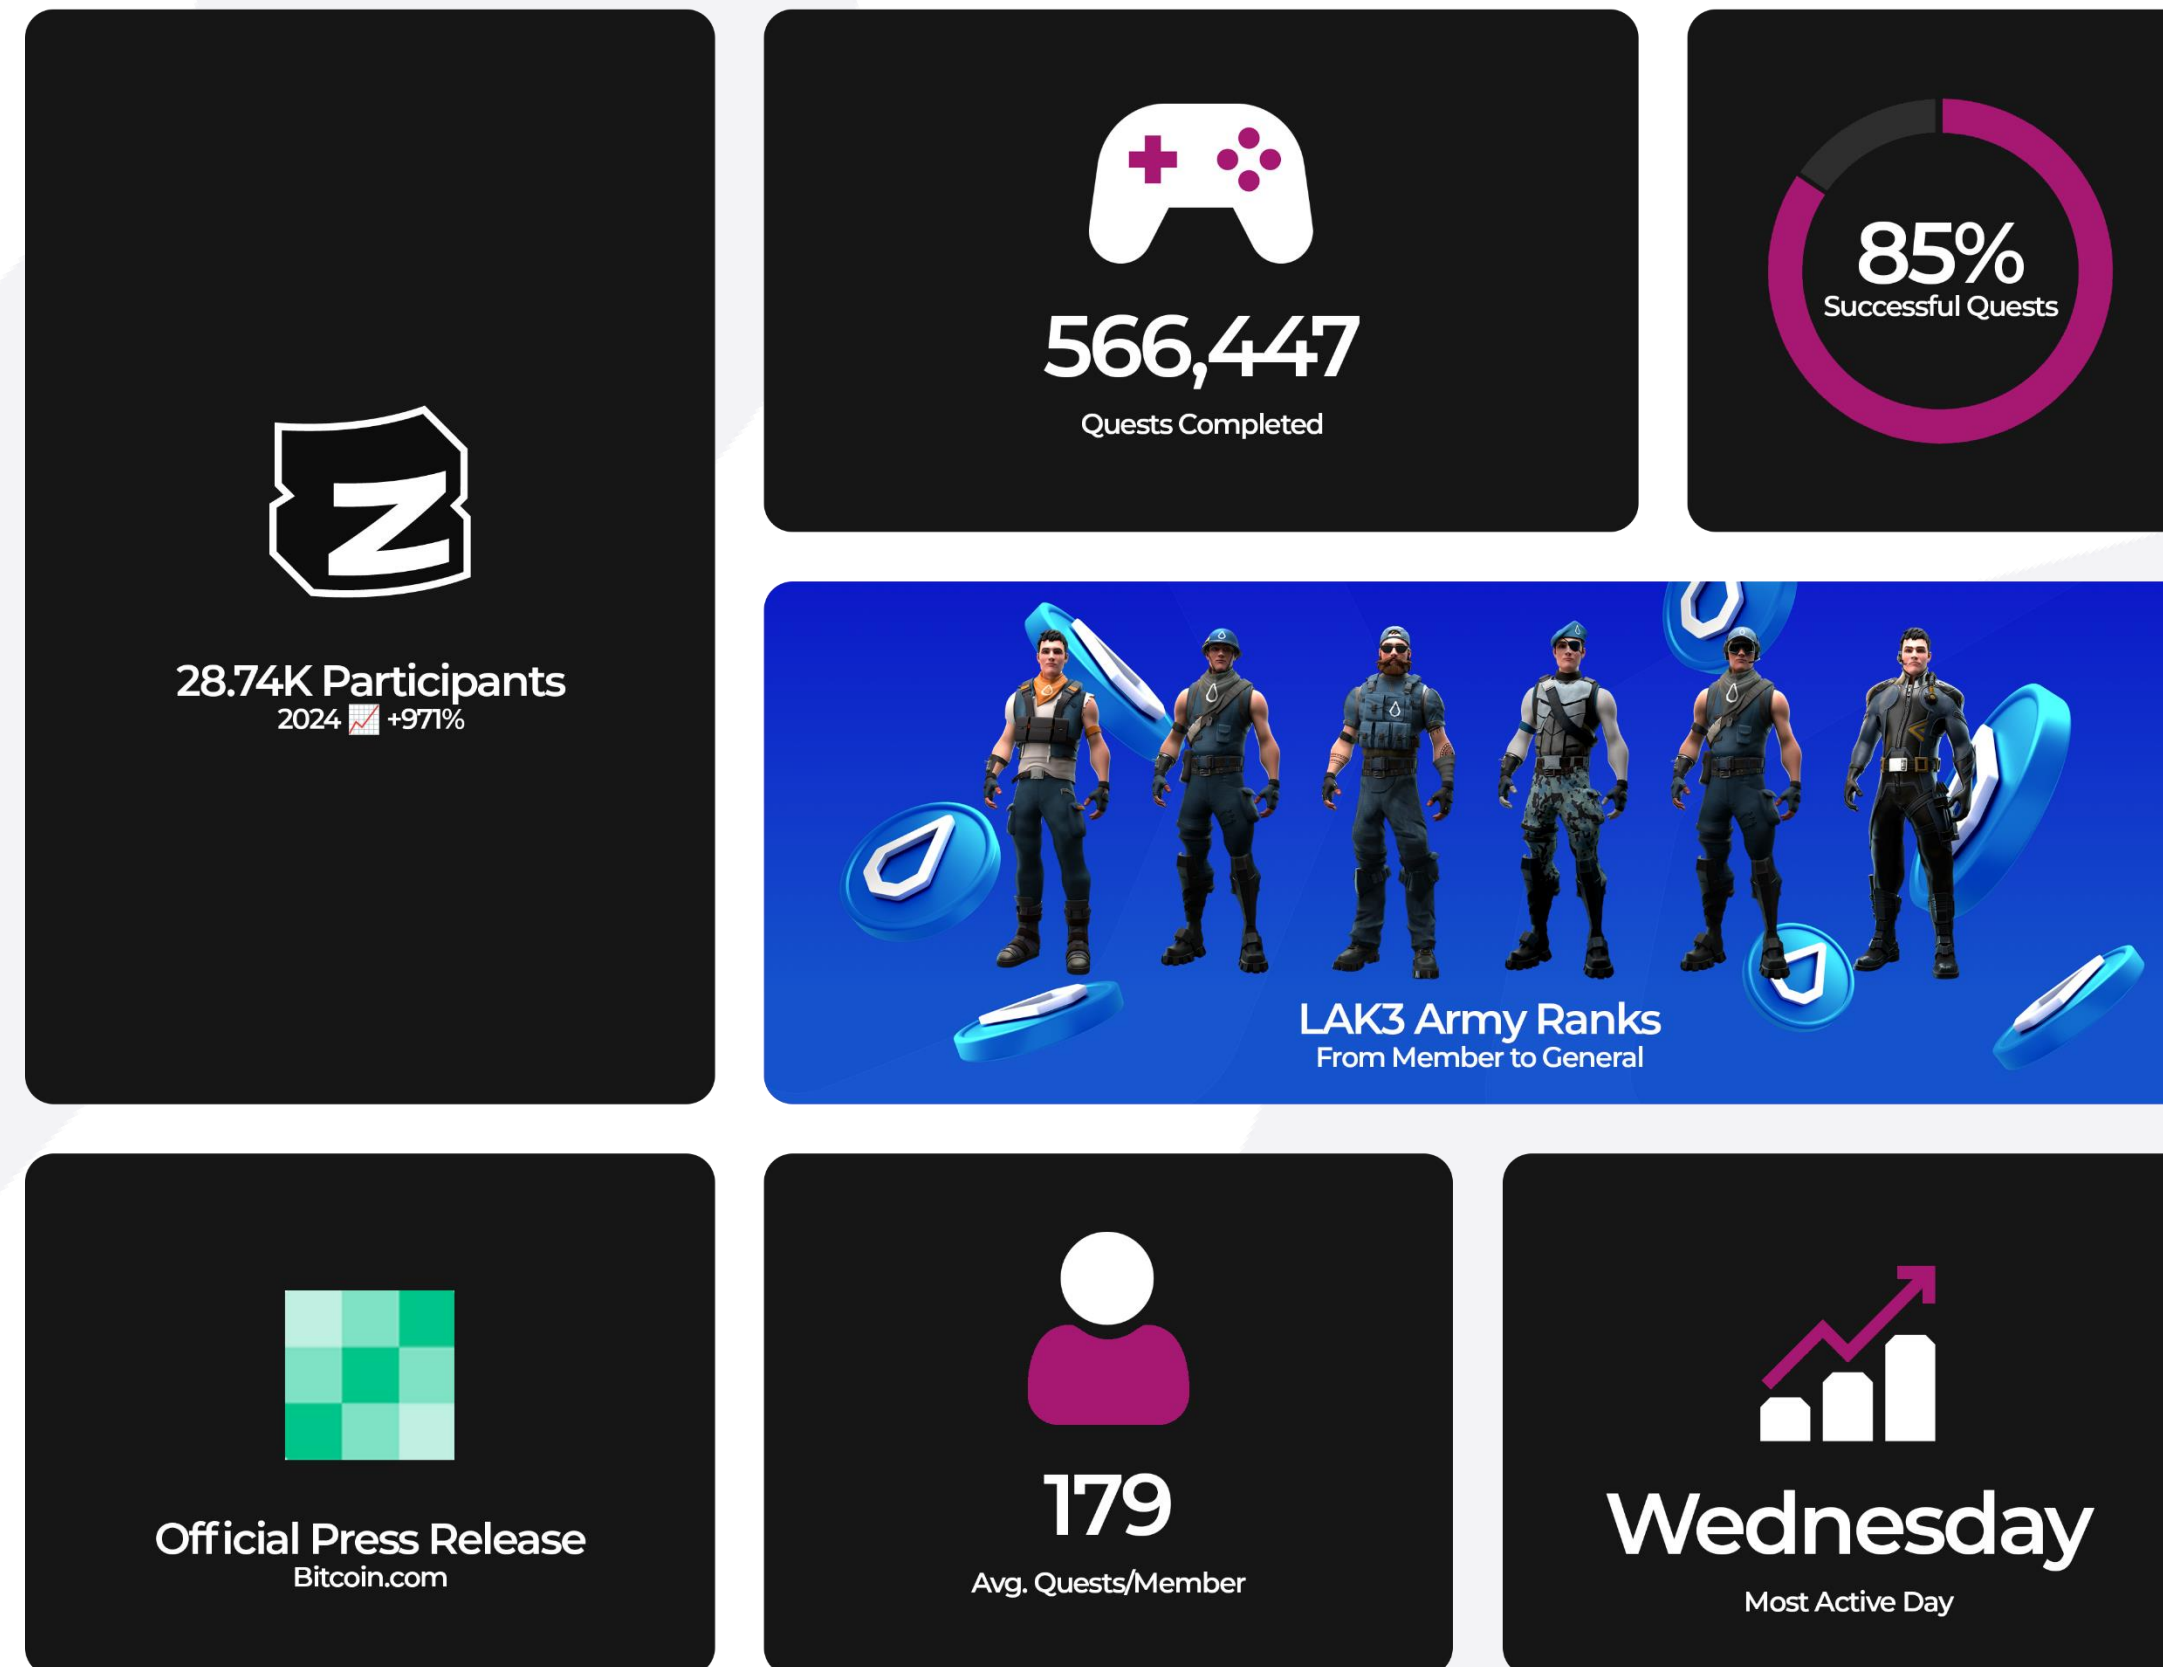 28.74K Participants
2024 📈 +971%
566,447
Quests Completed
85%
Successful Quests
LAK3 Army Ranks
From Member to General
Official Press Release
Bitcoin.com
179
Avg. Quests/Member
Wednesday
Most Active Day